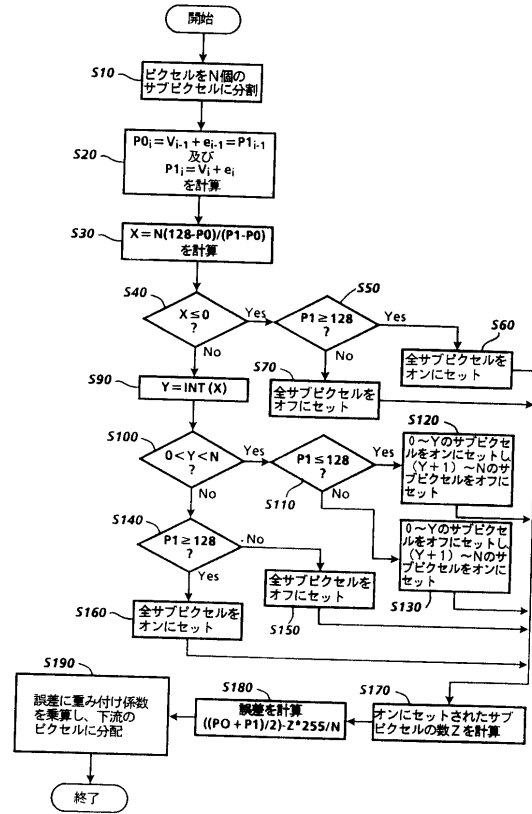 開始
S10
ピクセルをN個の
サブピクセルに分割
S20
P0i=Vi-1+ei-1=P1i-1
及び
P1i=Vi+ei
を計算
S30
X=N(128-P0)/(P1-P0)
を計算
S40
X≤0
?
Yes
No
S50
P1≥128
?
Yes
No
S60
全サブピクセルを
オンにセット
S70
全サブピクセルを
オフにセット
S90
Y=INT(X)
S100
0<Y<N
?
Yes
No
S110
P1≤128
?
Yes
No
S120
0～Yのサブピクセ
ルをオンにセットし
(Y+1)～Nのサ
ブピクセルをオフに
セット
S130
0～Yのサブピクセ
ルをオフにセットし、
(Y+1)～Nのサ
ブピクセルをオンに
セット
S140
P1≥128
?
No
Yes
S150
全サブピクセルを
オフにセット
S160
全サブピクセルを
オンにセット
S170
オンにセットされたサブ
ピクセルの数Zを計算
S180
誤差を計算
((PO+P1)/2)-Z*255/N
S190
誤差に重み付け係数
を乗算し、下流の
ピクセルに分配
終了